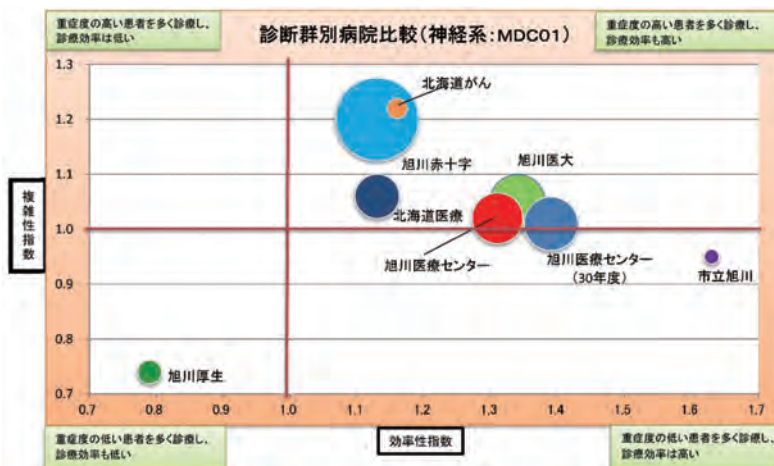 重症度の高い患者を多く診療し、
診療効率は低い
診断群別病院比較(神経系:MDC01)
重症度の高い患者を多く診療し、
診療効率も高い
1.3
1.2
1.1
1.0
0.9
0.8
0.7
複雑性指数
北海道がん
旭川赤十字
旭川医大
北海道医療
旭川医療センター
旭川医療センター
(30年度)
市立旭川
旭川厚生
0.7 0.8 0.9 1.0 1.1 1.2 1.3 1.4 1.5 1.6 1.7
重症度の低い患者を多く診療し、
診療効率も低い
効率性指数
重症度の低い患者を多く診療し、
診療効率は高い